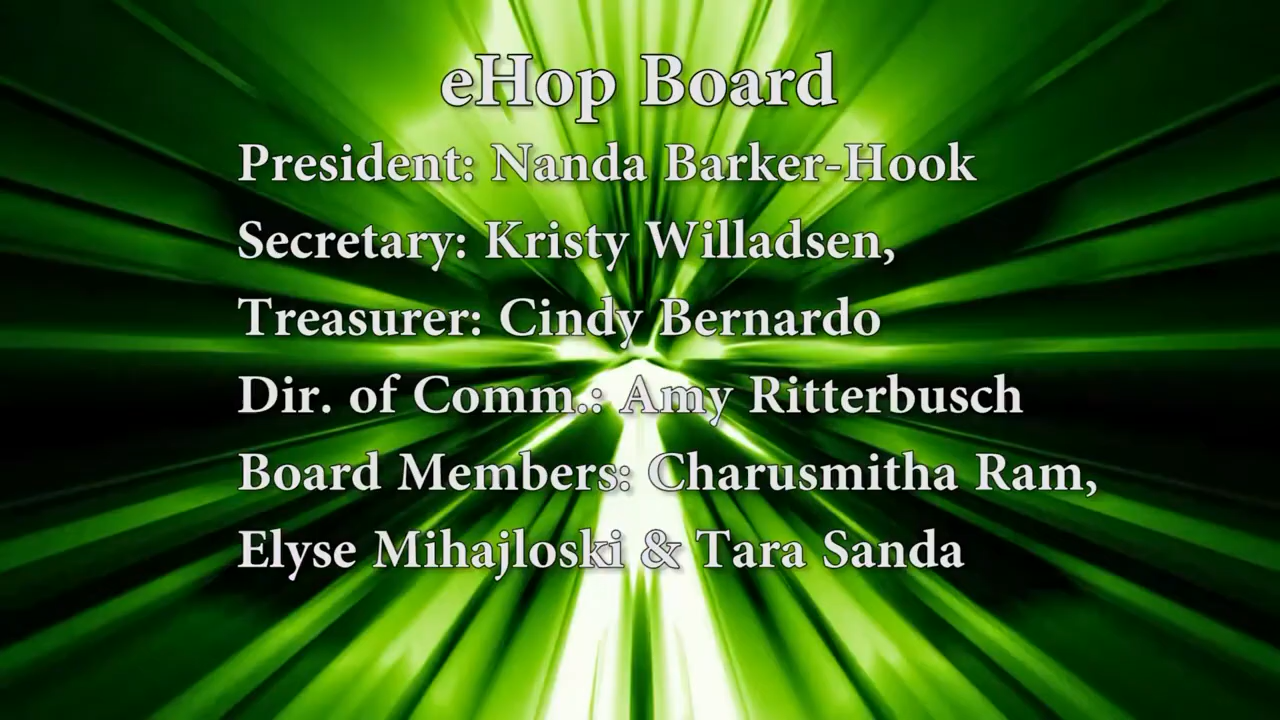 eHop Board
President: Nanda Barker-Hook
Secretary: Kristy Willadsen,
Treasurer: Cindy Bernardo
Dir. of Comm.: Amy Ritterbusch
Board Members: Charusmitha Ram,
Elyse Mihajloski & Tara Sanda